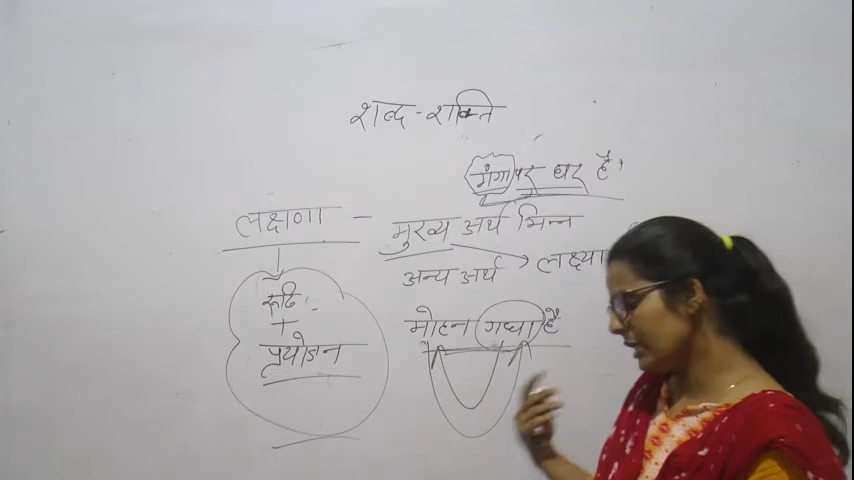 शब्द-शक्ति
गंगा पर घर है।
लक्षणा - मुख्य अर्थ भिन्न
अन्य अर्थ → लक्ष्या
रूढि
+
प्रयोजन
मोहन गधा है